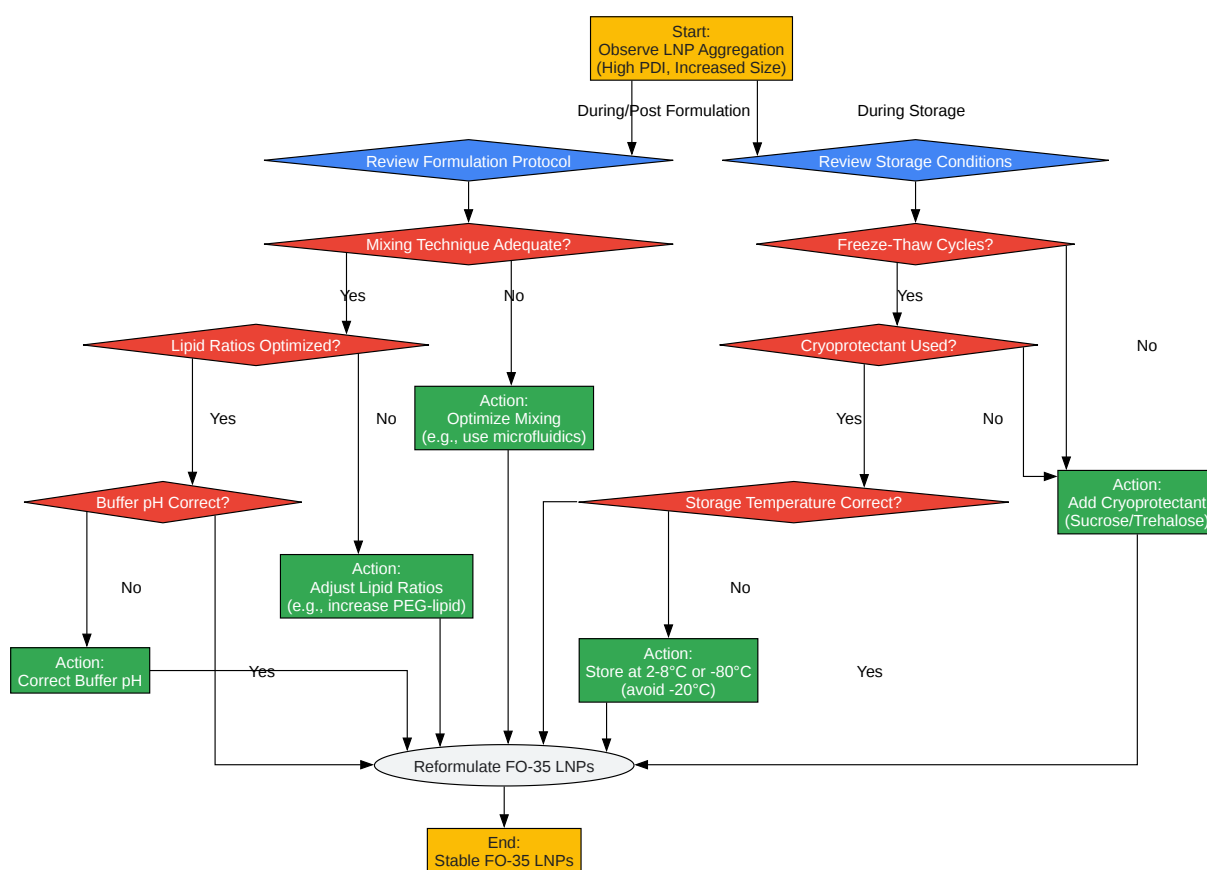 Start:
Observe LNP Aggregation
(High PDI, Increased Size)
During/Post Formulation
During Storage
Review Formulation Protocol
Review Storage Conditions
Mixing Technique Adequate?
Freeze-Thaw Cycles?
Yes
No
Yes
Lipid Ratios Optimized?
Cryoprotectant Used?
No
Yes
No
Action:
Optimize Mixing
(e.g., use microfluidics)
Yes
No
Buffer pH Correct?
Storage Temperature Correct?
Action:
Add Cryoprotectant
(Sucrose/Trehalose)
No
Action:
Adjust Lipid Ratios
(e.g., increase PEG-lipid)
No
Action:
Correct Buffer pH
Yes
Action:
Store at 2-8°C or -80°C
(avoid -20°C)
Yes
Reformulate FO-35 LNPs
End:
Stable FO-35 LNPs